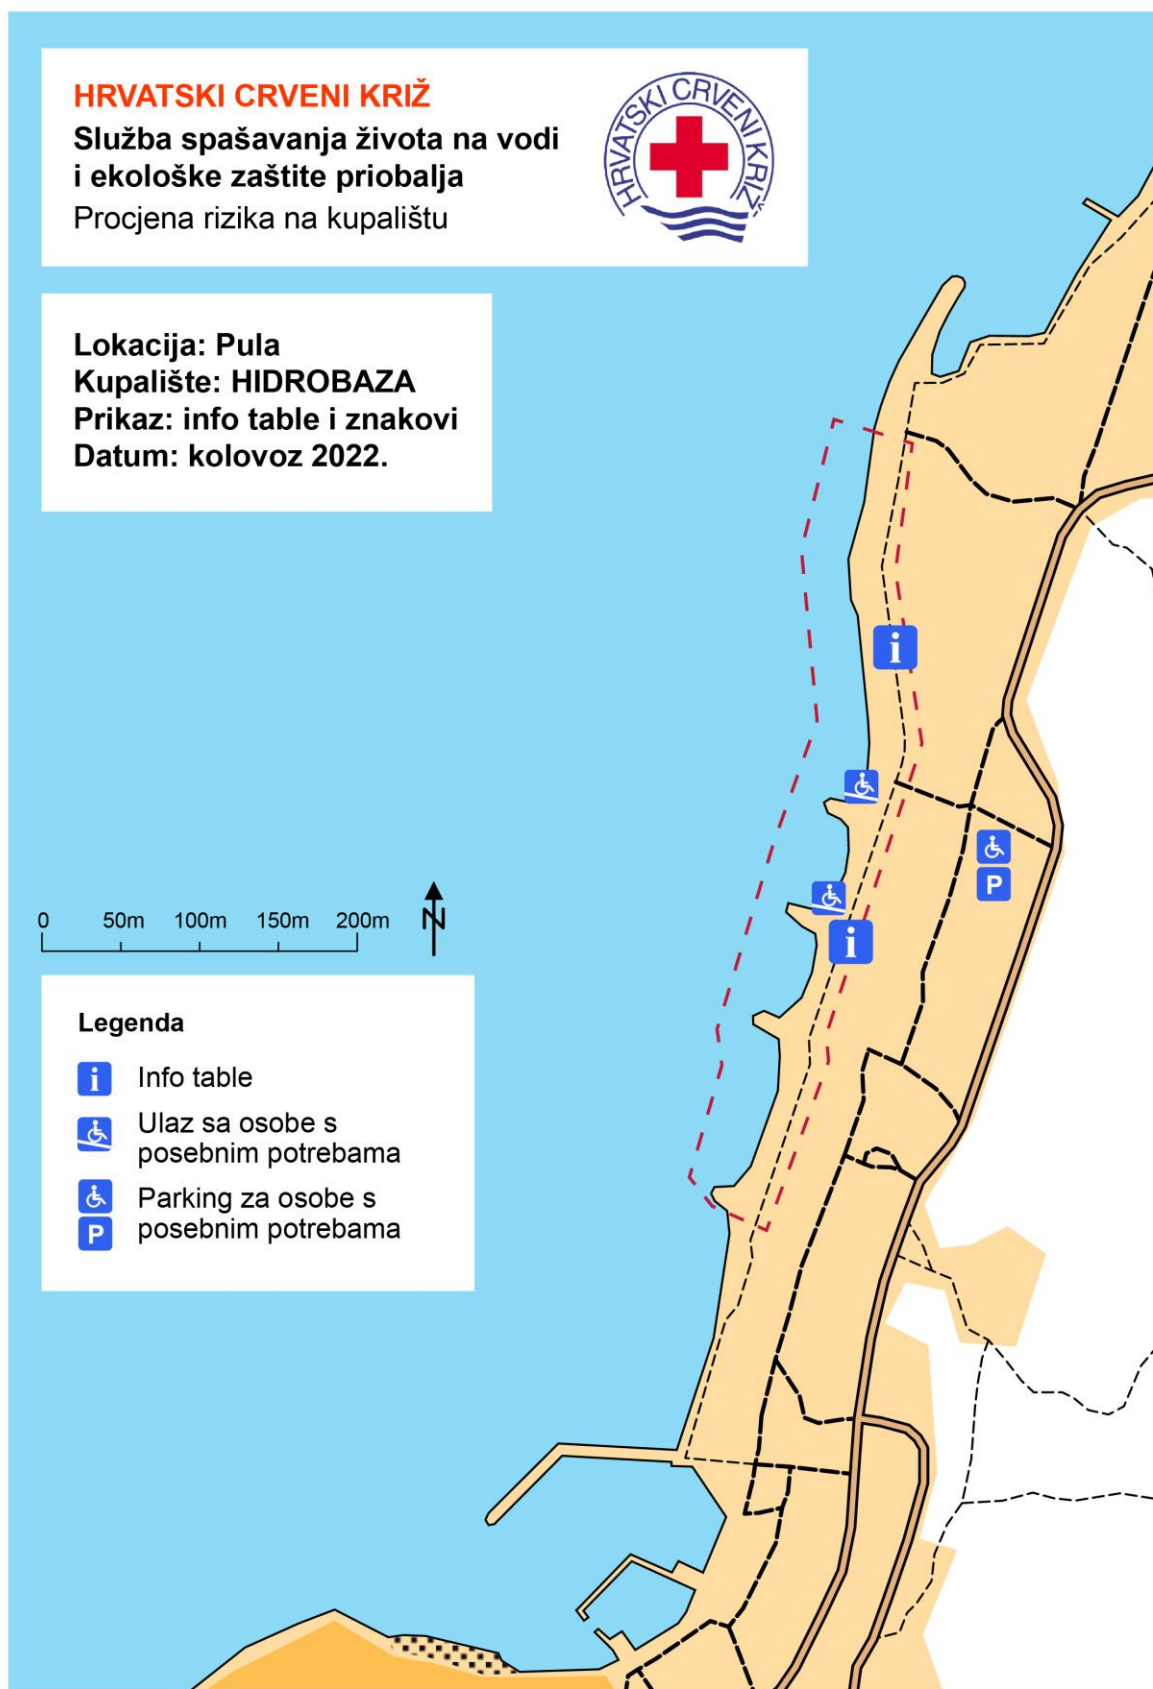 HRVATSKI CRVENI KRIŽ
Služba spašavanja života na vodi
i ekološke zaštite priobalja
Procjena rizika na kupalištu
HRVATSKI CRVENI KRIŽ
Lokacija: Pula
Kupalište: HIDROBAZA
Prikaz: info table i znakovi
Datum: kolovoz 2022.
i
i
P
0 50m 100m 150m 200m
N
Legenda
i Info table
Ulaz sa osobe s
posebnim potrebama
Parking za osobe s
P posebnim potrebama